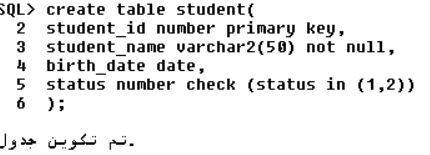 SQL> create table student(
2 student_id number primary key,
3 student_name varchar2(50) not null,
4 birth_date date,
5 status number check (status in (1,2))
6 );
تم تكوين جدول.